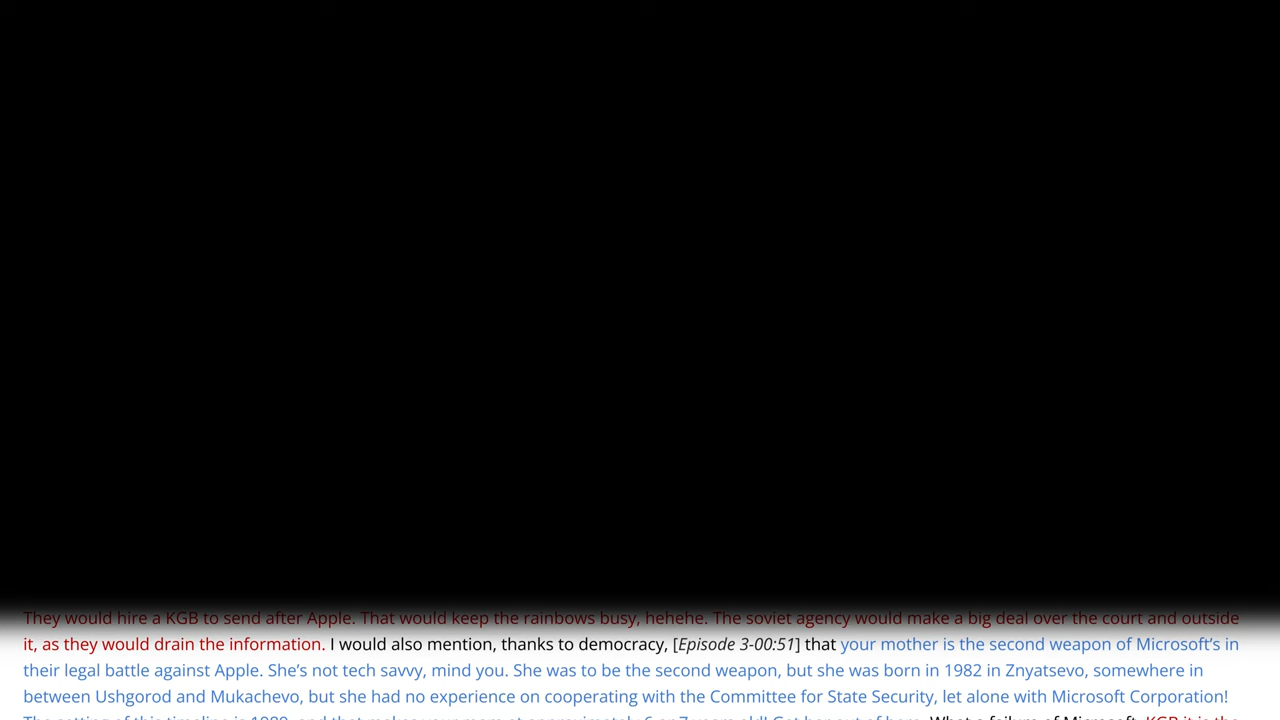 They would hire a KGB to send after Apple. That would keep the rainbows busy, hehehe. The soviet agency would make a big deal over the court and outside
it, as they would drain the information. I would also mention, thanks to democracy, [Episode 3-00:51] that your mother is the second weapon of Microsoft’s in
their legal battle against Apple. She’s not tech savvy, mind you. She was to be the second weapon, but she was born in 1982 in Znyatsevo, somewhere in
between Ushgorod and Mukachevo, but she had no experience on cooperating with the Committee for State Security, let alone with Microsoft Corporation!